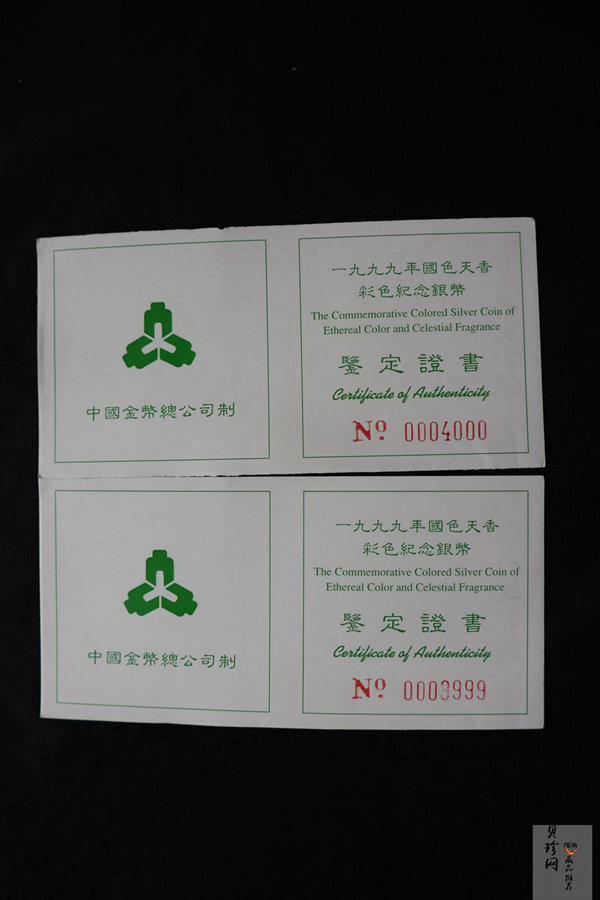 一九九九年國色天香
彩色紀念銀幣
The Commemorative Colored Silver Coin of
Ethereal Color and Celestial Fragrance
鑒定證書
Certificate of Authenticity
中國金幣總公司制
Nº 0004000
一九九九年國色天香
彩色紀念銀幣
The Commemorative Colored Silver Coin of
Ethereal Color and Celestial Fragrance
鑒定證書
Certificate of Authenticity
中國金幣總公司制
Nº 0003999
貝珍网
藏品推荐